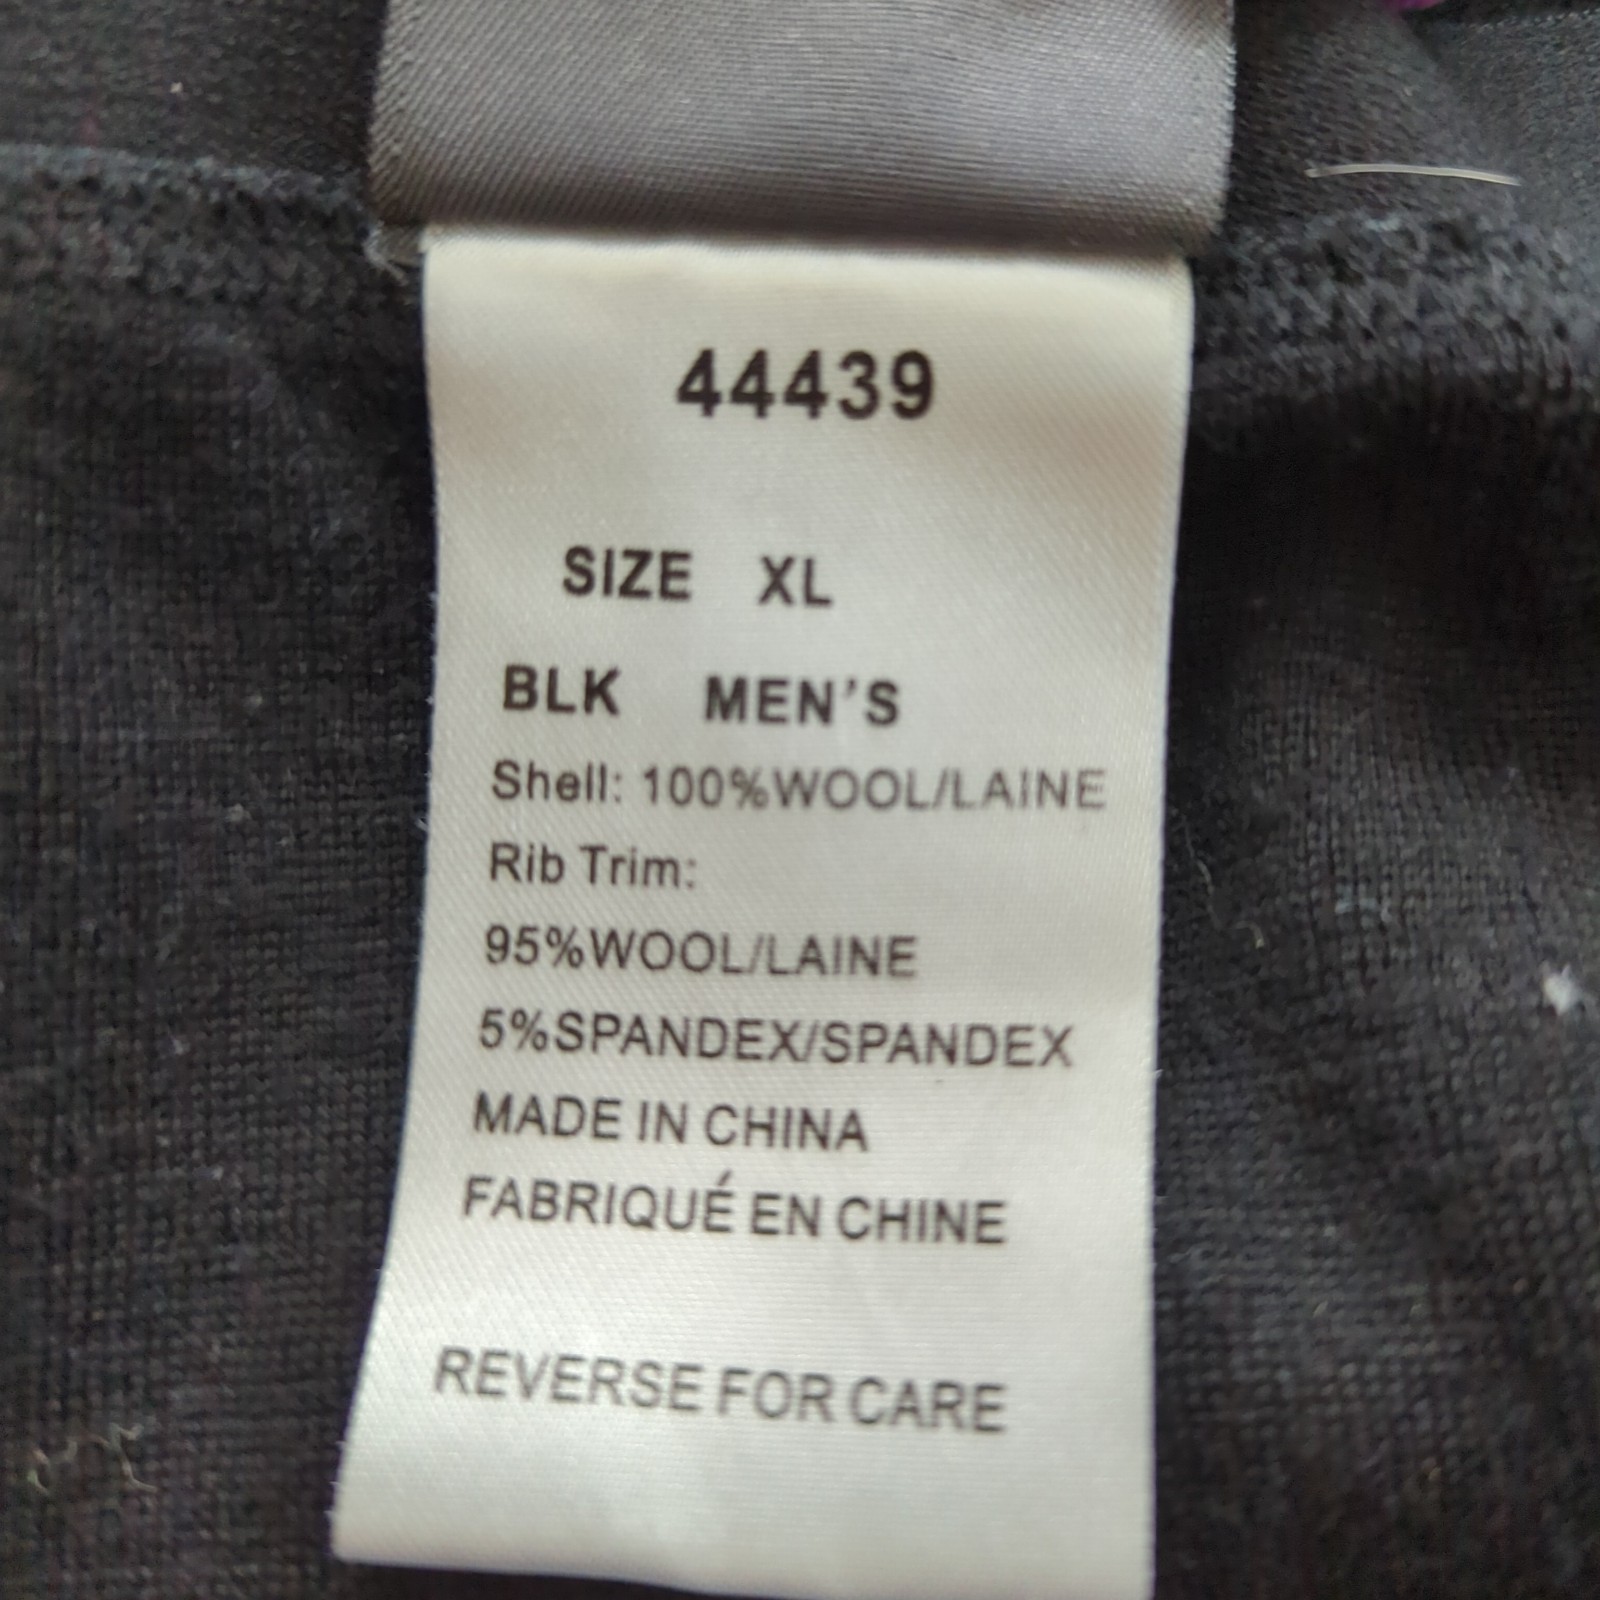 44439
SIZE XL
BLK MEN'S
Shell: 100%WOOL/LAINE
Rib Trim:
95%WOOL/LAINE
5%SPANDEX/SPANDEX
MADE IN CHINA
FABRIQUÉ EN CHINE
REVERSE FOR CARE